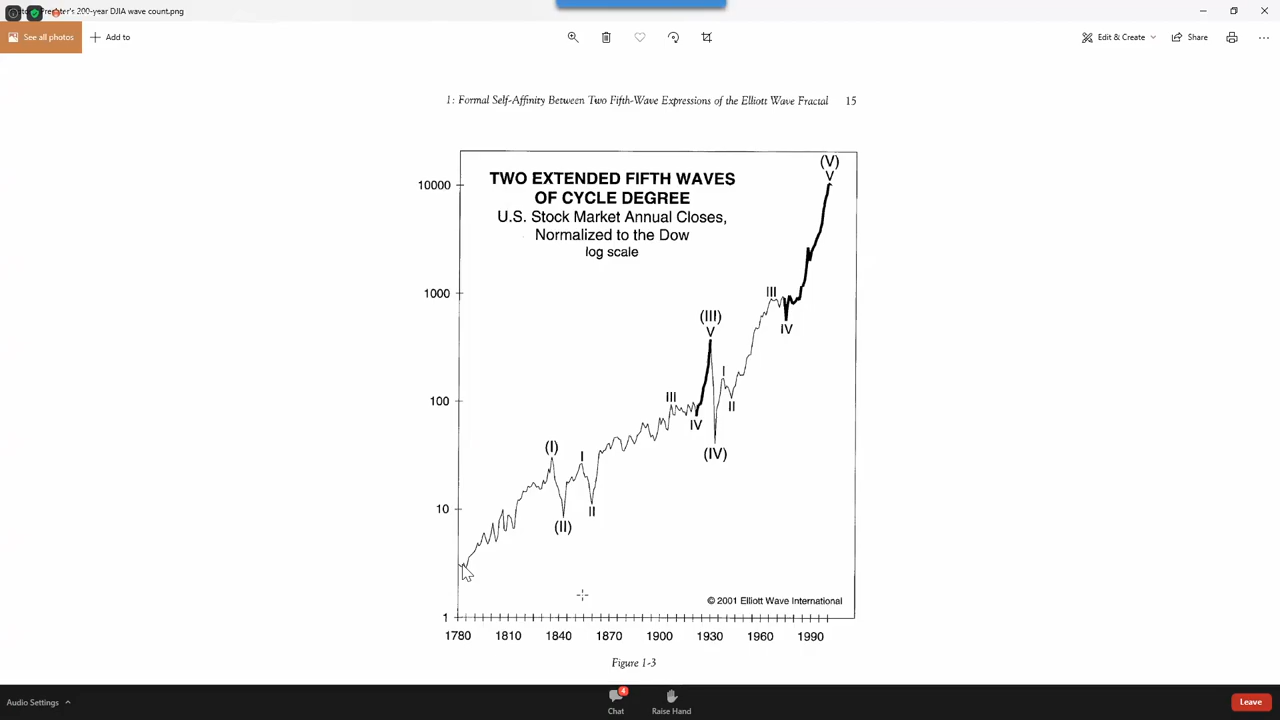 Prechter's 200-year DJIA wave count.png
See all photos
Add to
Edit & Create
Share
1: Formal Self-Affinity Between Two Fifth-Wave Expressions of the Elliott Wave Fractal 15
TWO EXTENDED FIFTH WAVES
OF CYCLE DEGREE
U.S. Stock Market Annual Closes,
Normalized to the Dow
log scale
(V)
V
10000
1000
III
IV
(III)
V
I
II
100
III
IV
(IV)
(I)
I
10
II
(II)
© 2001 Elliott Wave International
1
1780 1810 1840 1870 1900 1930 1960 1990
Figure 1-3
Audio Settings
4
Chat
Raise Hand
Leave